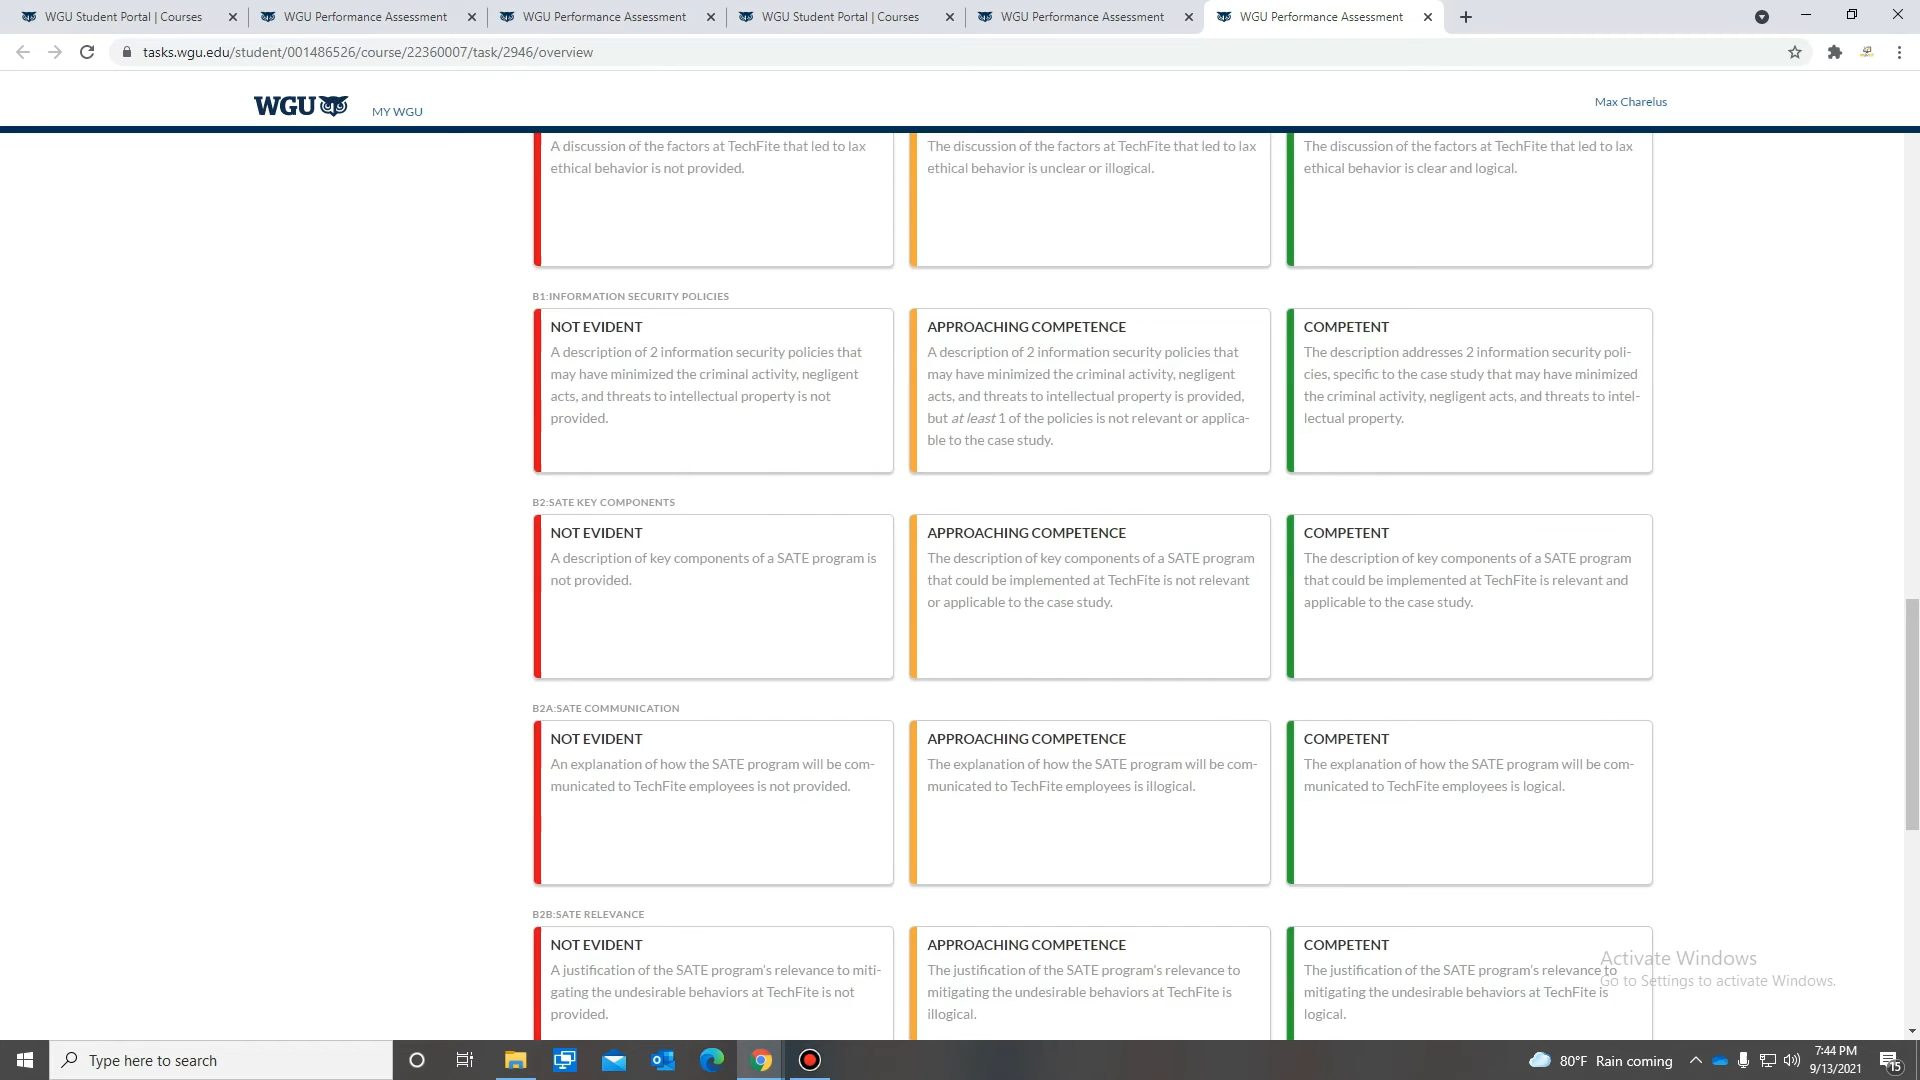 WGU Student Portal | Courses
WGU Performance Assessment
WGU Performance Assessment
WGU Student Portal | Courses
WGU Performance Assessment
WGU Performance Assessment
tasks.wgu.edu/student/001486526/course/22360007/task/2946/overview
WGU
MY WGU
Max Charelus
A discussion of the factors at TechFite that led to lax
ethical behavior is not provided.
The discussion of the factors at TechFite that led to lax
ethical behavior is unclear or illogical.
The discussion of the factors at TechFite that led to lax
ethical behavior is clear and logical.
B1:INFORMATION SECURITY POLICIES
NOT EVIDENT
A description of 2 information security policies that
may have minimized the criminal activity, negligent
acts, and threats to intellectual property is not
provided.
APPROACHING COMPETENCE
A description of 2 information security policies that
may have minimized the criminal activity, negligent
acts, and threats to intellectual property is provided,
but at least 1 of the policies is not relevant or applica-
ble to the case study.
COMPETENT
The description addresses 2 information security poli-
cies, specific to the case study that may have minimized
the criminal activity, negligent acts, and threats to intel-
lectual property.
B2:SATE KEY COMPONENTS
NOT EVIDENT
A description of key components of a SATE program is
not provided.
APPROACHING COMPETENCE
The description of key components of a SATE program
that could be implemented at TechFite is not relevant
or applicable to the case study.
COMPETENT
The description of key components of a SATE program
that could be implemented at TechFite is relevant and
applicable to the case study.
B2A:SATE COMMUNICATION
NOT EVIDENT
An explanation of how the SATE program will be com-
municated to TechFite employees is not provided.
APPROACHING COMPETENCE
The explanation of how the SATE program will be com-
municated to TechFite employees is illogical.
COMPETENT
The explanation of how the SATE program will be com-
municated to TechFite employees is logical.
B2B:SATE RELEVANCE
NOT EVIDENT
A justification of the SATE program's relevance to miti-
gating the undesirable behaviors at TechFite is not
provided.
APPROACHING COMPETENCE
The justification of the SATE program's relevance to
mitigating the undesirable behaviors at TechFite is
illogical.
COMPETENT
The justification of the SATE program's relevance to
mitigating the undesirable behaviors at TechFite is
logical.
Activate Windows
Go to Settings to activate Windows.
Type here to search
80°F Rain coming
7:44 PM
9/13/2021
15